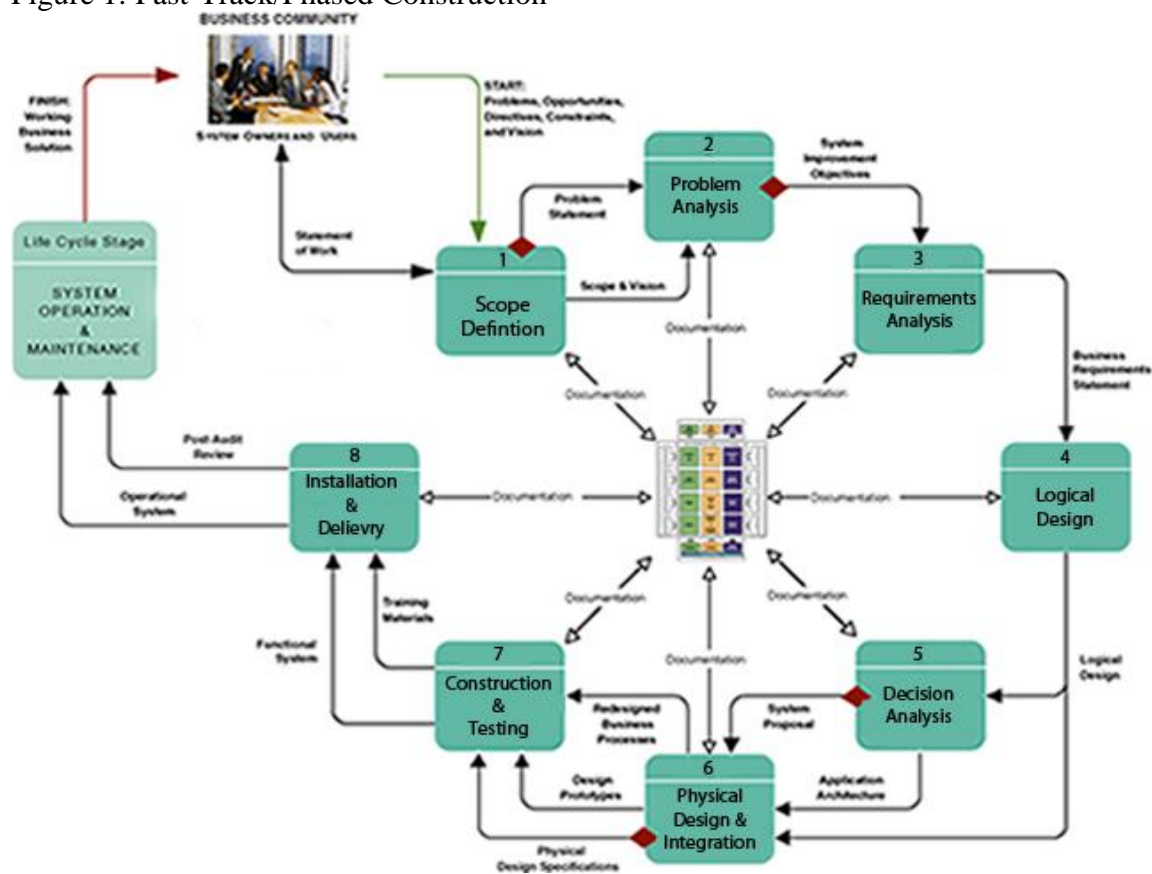 Figure 1: Fast-Track/Phased Construction
BUSINESS COMMUNITY
SYSTEM OWNERS AND USERS
FINISH:
Working
Business
Solution
START:
Problems, Opportunities,
Directives, Constraints,
and Vision
Statement
of Work
1
Scope
Defintion
Problem
Statement
Scope & Vision
2
Problem
Analysis
System
Improvement
Objectives
3
Requirements
Analysis
Business
Requirements
Statement
4
Logical
Design
Logical
Design
5
Decision
Analysis
System
Proposal
Application
Architecture
6
Physical
Design &
Integration
Redesigned
Business
Processes
Design
Prototypes
Physical
Design Specifications
7
Construction
&
Testing
Training
Materials
Functional
System
8
Installation
&
Delievry
Post-Audit
Review
Operational
System
Life Cycle Stage
SYSTEM
OPERATION
&
MAINTENANCE
Documentation
Documentation
Documentation
Documentation
Documentation
Documentation
Documentation
Documentation